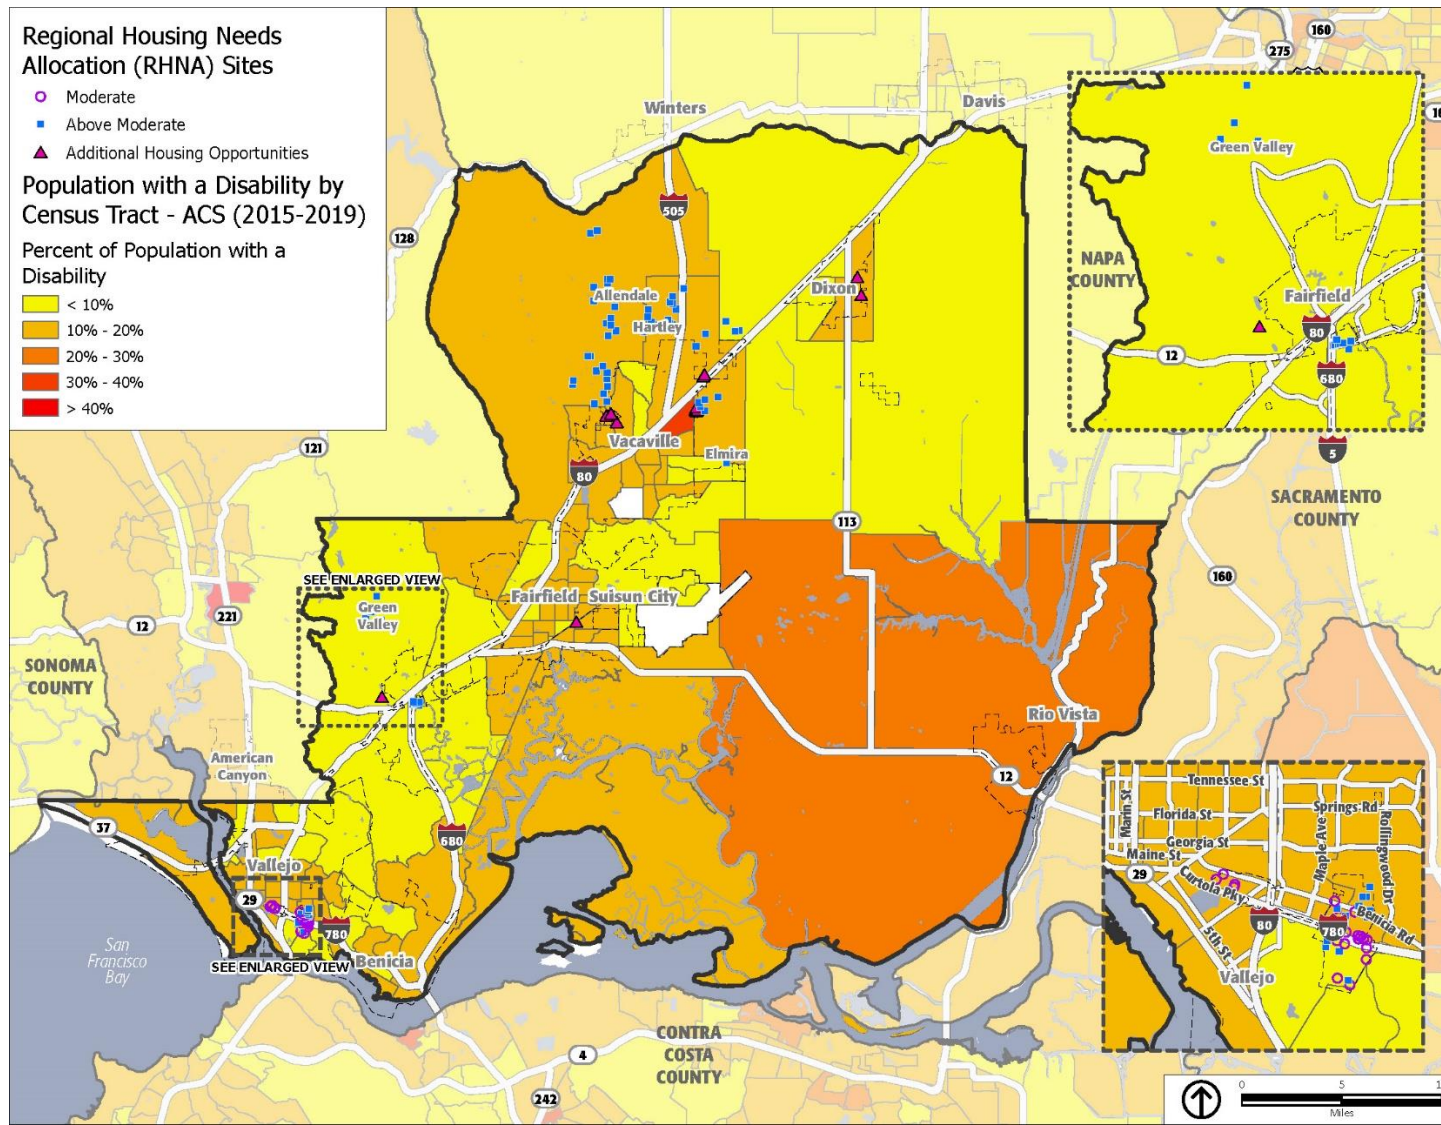 Regional Housing Needs
Allocation (RHNA) Sites
Moderate
Above Moderate
Additional Housing Opportunities
Population with a Disability by
Census Tract - ACS (2015-2019)
Percent of Population with a
Disability
< 10%
10% - 20%
20% - 30%
30% - 40%
> 40%
160
275
Winters
Davis
505
128
Allendale
Hartley
Dixon
Vacaville
Elmira
80
121
113
SEE ENLARGED VIEW
Green
Valley
Fairfield
Suisun City
12
221
SONOMA
COUNTY
American
Canyon
Rio Vista
12
160
5
SACRAMENTO
COUNTY
37
Vallejo
29
680
780
SEE ENLARGED VIEW
Benicia
San
Francisco
Bay
CONTRA
COSTA
COUNTY
4
242
Green Valley
NAPA
COUNTY
Fairfield
80
12
680
Tennessee St
Marin St
Florida St
Springs Rd
Georgia St
Maple Ave
Rollingwood Dr
Maine St
29
Curtola Pky
Benicia Rd
5th St
80
780
Vallejo
0
5
Miles